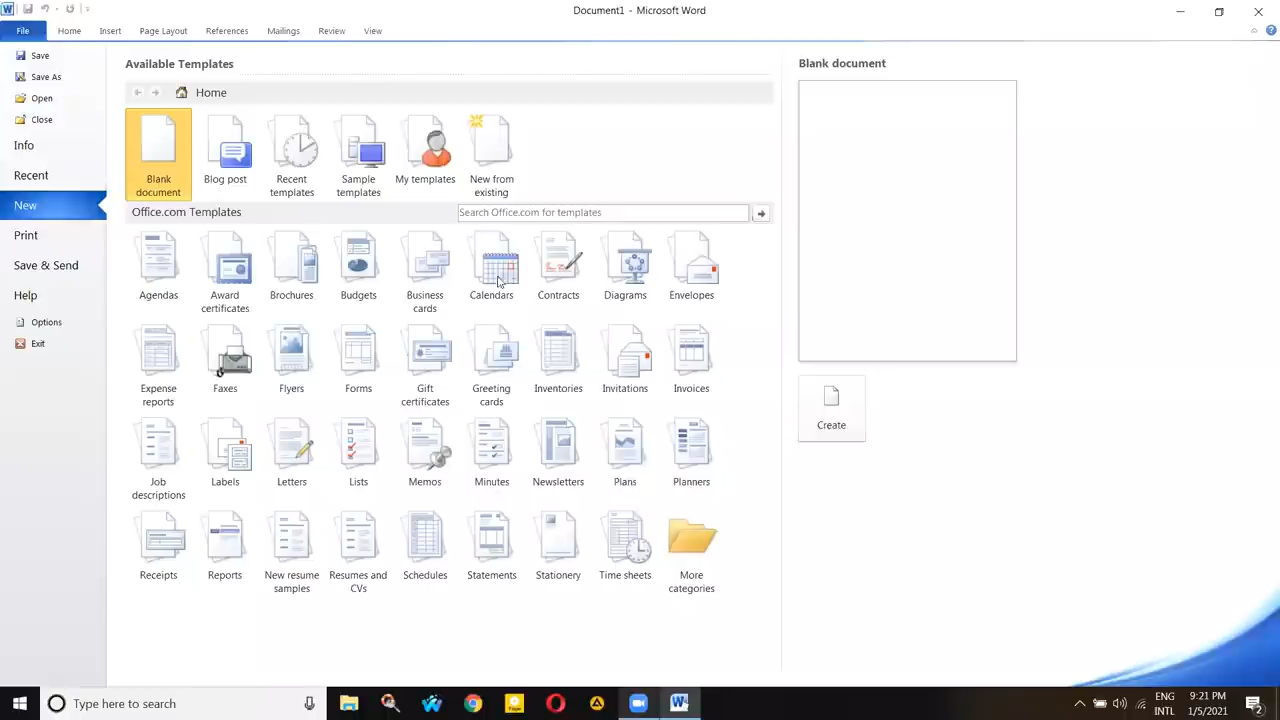 Document1 - Microsoft Word
File Home Insert Page Layout References Mailings Review View
Save
Save As
Open
Close
Info
Recent
New
Print
Save & Send
Help
Options
Exit
Available Templates
Home
Blank document
Blog post
Recent templates
Sample templates
My templates
New from existing
Office.com Templates
Search Office.com for templates
Agendas
Award certificates
Brochures
Budgets
Business cards
Calendars
Contracts
Diagrams
Envelopes
Expense reports
Faxes
Flyers
Forms
Gift certificates
Greeting cards
Inventories
Invitations
Invoices
Job descriptions
Labels
Letters
Lists
Memos
Minutes
Newsletters
Plans
Planners
Receipts
Reports
New resume samples
Resumes and CVs
Schedules
Statements
Stationery
Time sheets
More categories
Blank document
Create
Type here to search
ENG
INTL
9:21 PM
1/5/2021
2